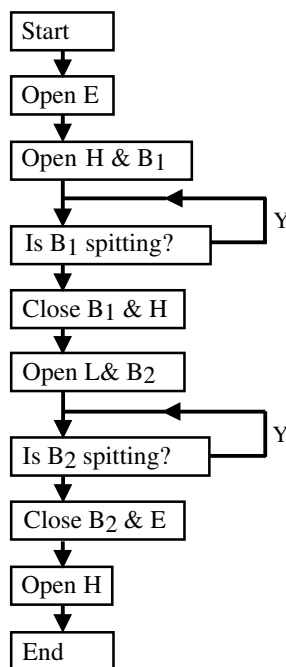 Start
Open E
Open H & B1
Y
Is B1 spitting?
Close B1 & H
Open L& B2
Y
Is B2 spitting?
Close B2 & E
Open H
End